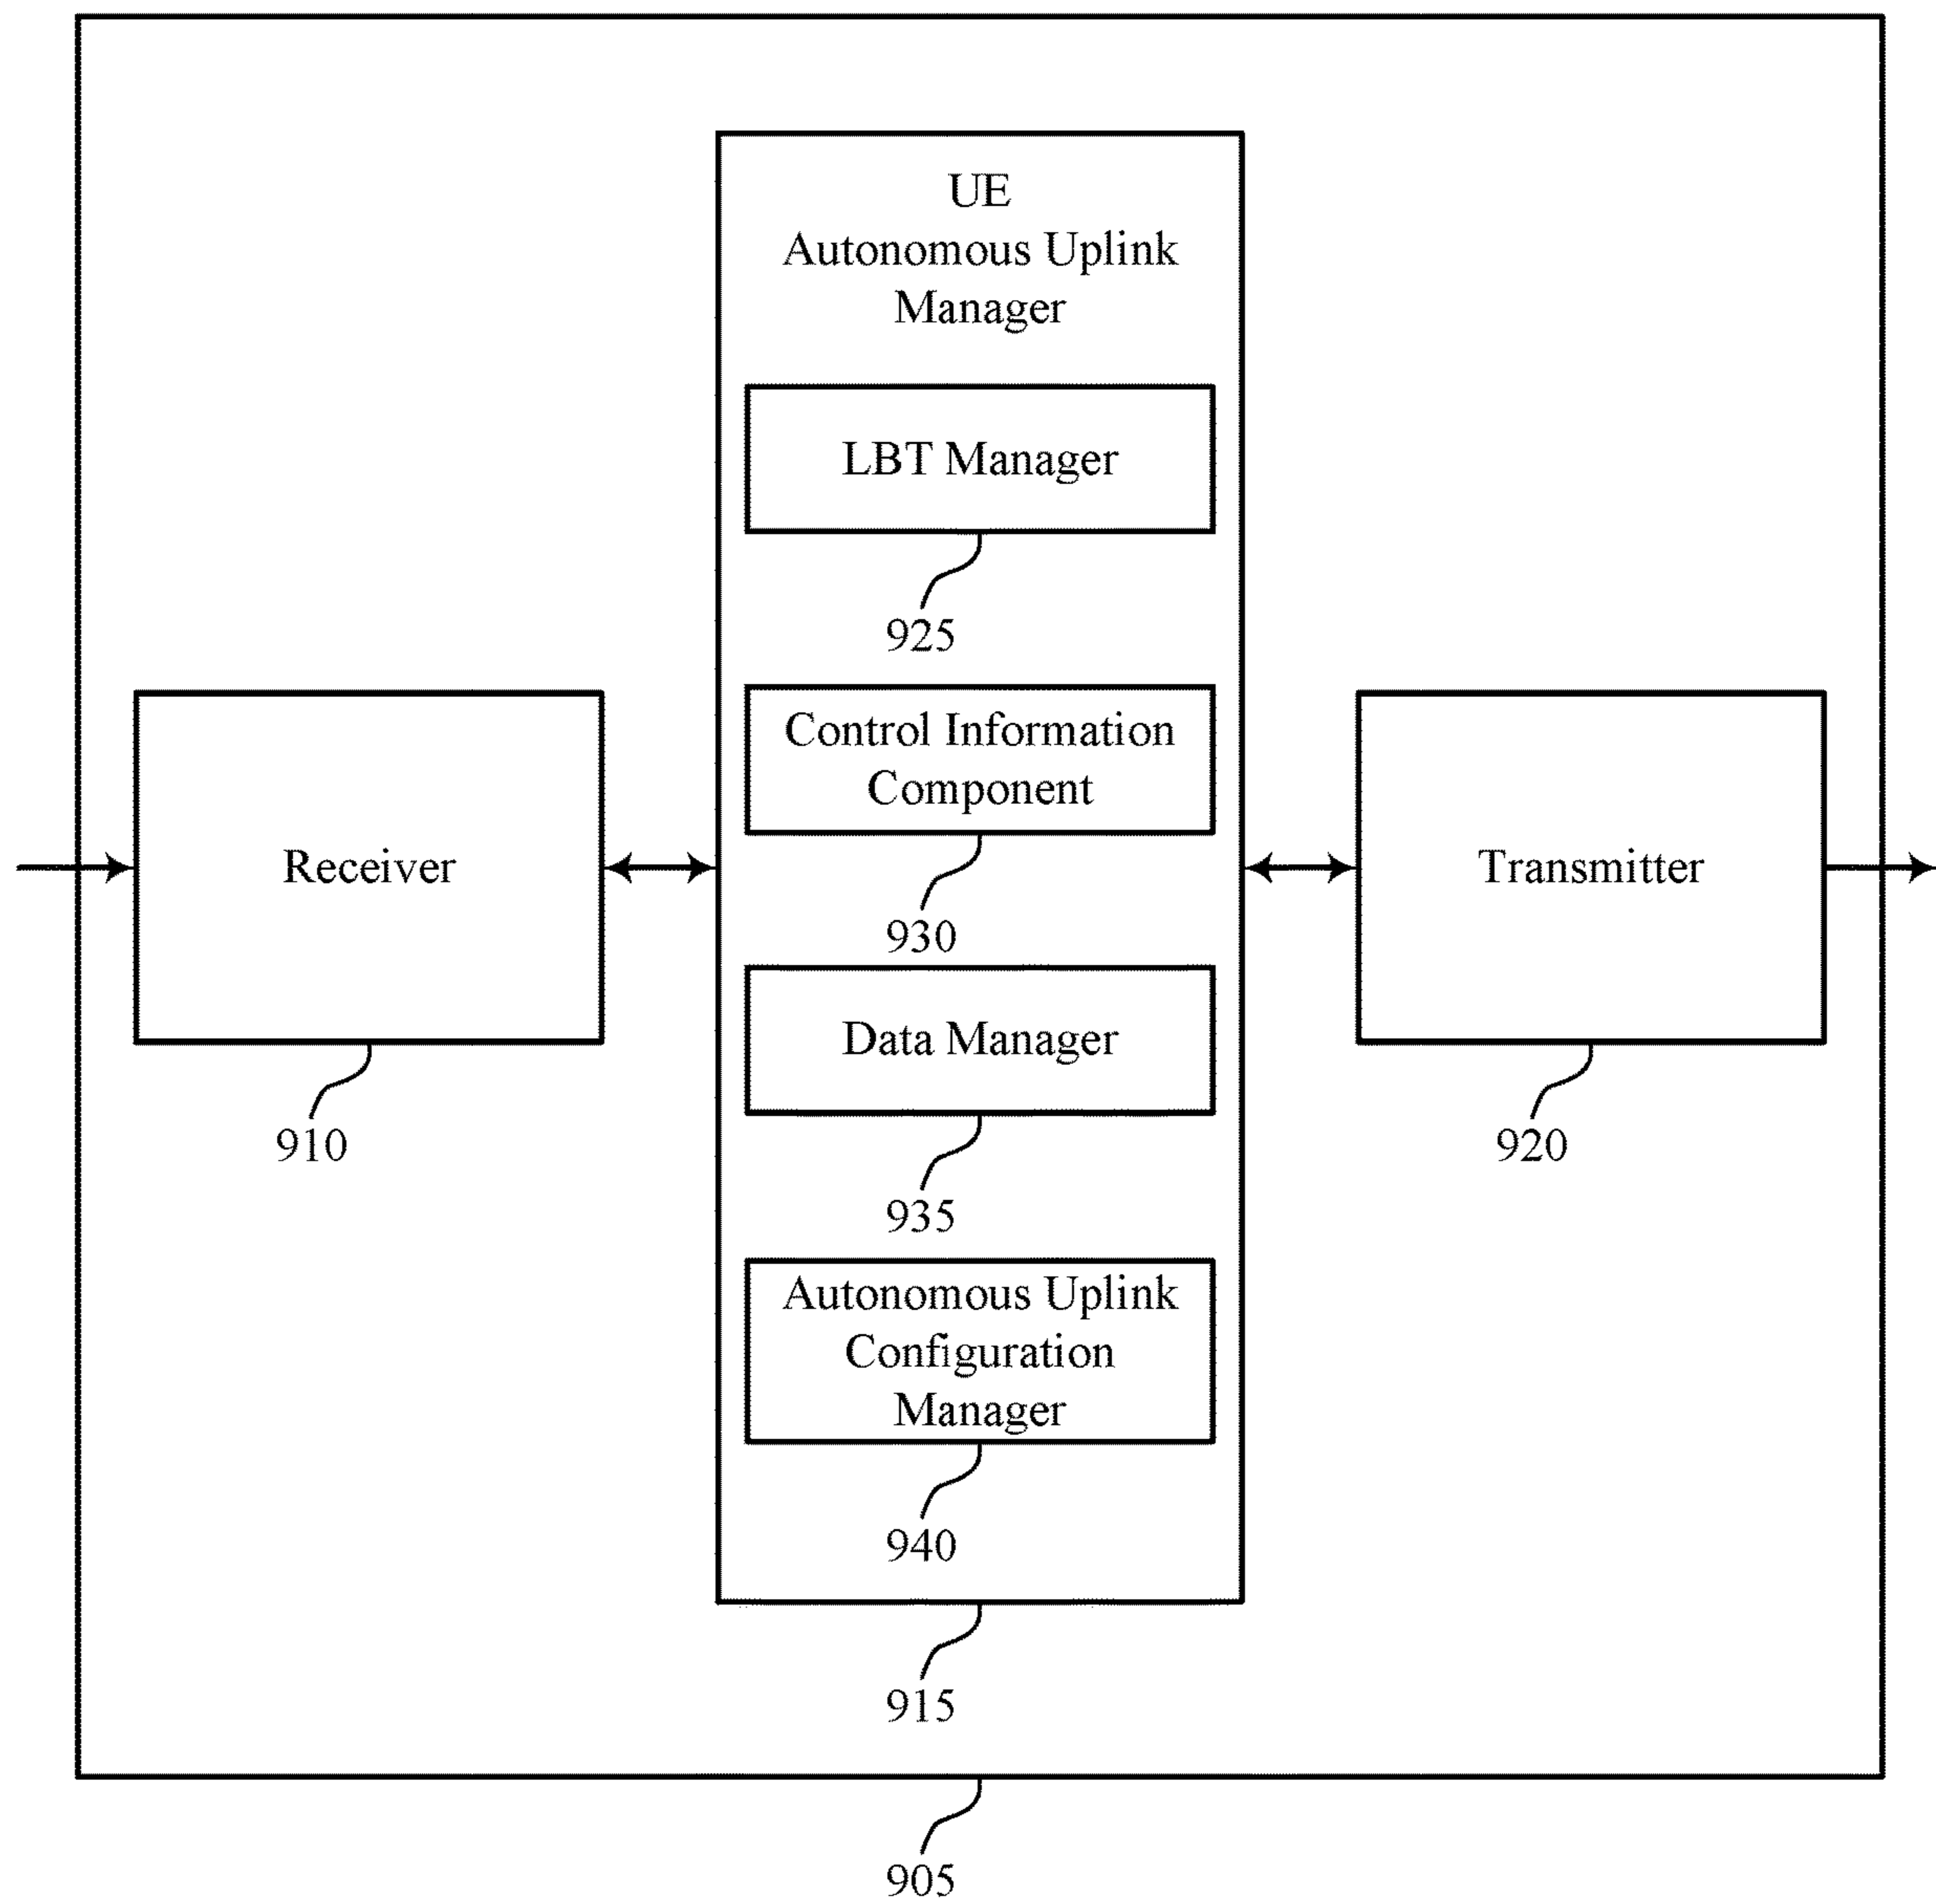 UE
Autonomous Uplink
Manager
LBT Manager
925
Control Information
Component
930
Receiver
910
Transmitter
920
Data Manager
935
Autonomous Uplink
Configuration
Manager
940
915
905